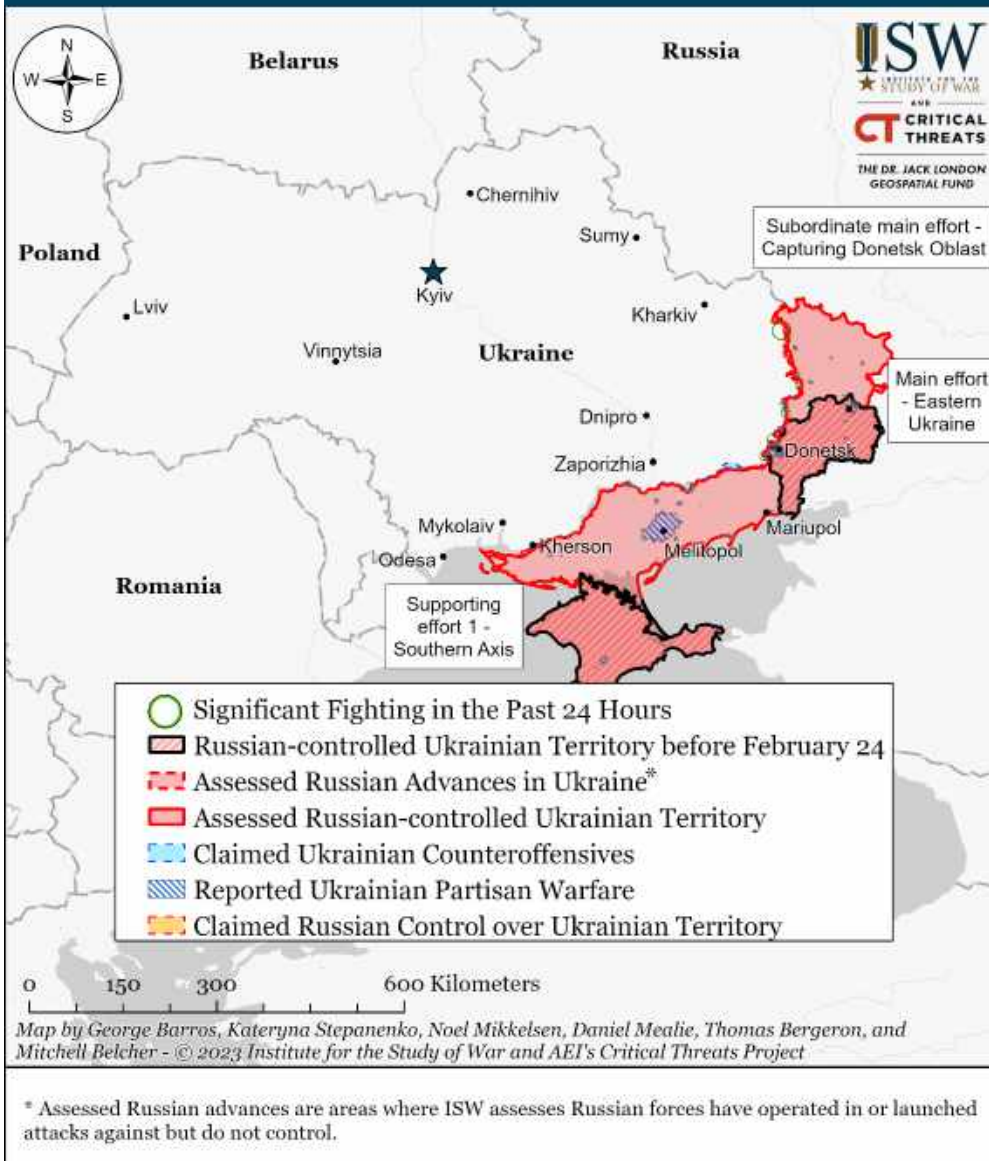 N
W E
S
Belarus
Russia
ISW
INSTITUTE FOR THE
STUDY OF WAR
AND
CT CRITICAL
THREATS
THE DR. JACK LONDON
GEOSPATIAL FUND
Chernihiv
Subordinate main effort -
Capturing Donetsk Oblast
Sumy
Poland
Kyiv
Lviv
Kharkiv
Vinnytsia
Ukraine
Main effort
- Eastern
Ukraine
Dnipro
Donetsk
Zaporizhia
Mykolaiv
Mariupol
Kherson
Melitopol
Odesa
Romania
Supporting
effort 1 -
Southern Axis
Significant Fighting in the Past 24 Hours
Russian-controlled Ukrainian Territory before February 24
Assessed Russian Advances in Ukraine*
Assessed Russian-controlled Ukrainian Territory
Claimed Ukrainian Counteroffensives
Reported Ukrainian Partisan Warfare
Claimed Russian Control over Ukrainian Territory
0 150 300 600 Kilometers
Map by George Barros, Kateryna Stepanenko, Noel Mikkelsen, Daniel Mealie, Thomas Bergeron, and
Mitchell Belcher - © 2023 Institute for the Study of War and AEI's Critical Threats Project
* Assessed Russian advances are areas where ISW assesses Russian forces have operated in or launched
attacks against but do not control.